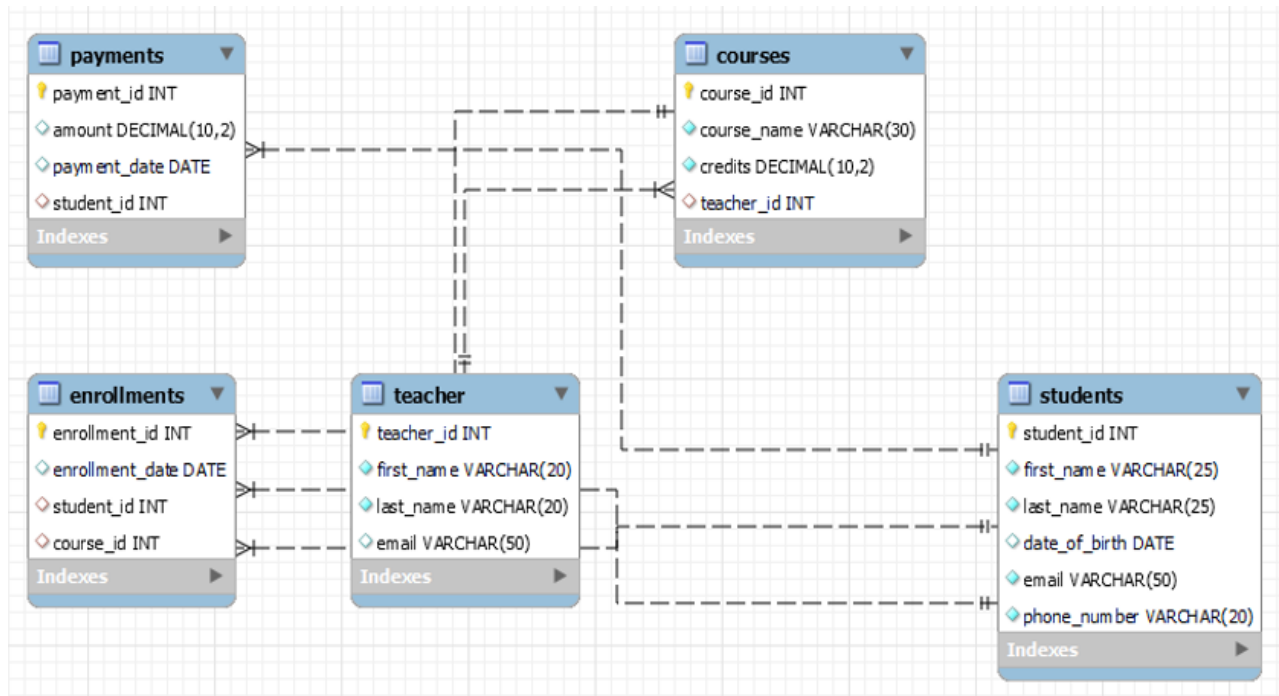 payments
payment_id INT
amount DECIMAL(10,2)
payment_date DATE
student_id INT
Indexes
courses
course_id INT
course_name VARCHAR(30)
credits DECIMAL(10,2)
teacher_id INT
Indexes
enrollments
enrollment_id INT
enrollment_date DATE
student_id INT
course_id INT
Indexes
teacher
teacher_id INT
first_name VARCHAR(20)
last_name VARCHAR(20)
email VARCHAR(50)
Indexes
students
student_id INT
first_name VARCHAR(25)
last_name VARCHAR(25)
date_of_birth DATE
email VARCHAR(50)
phone_number VARCHAR(20)
Indexes